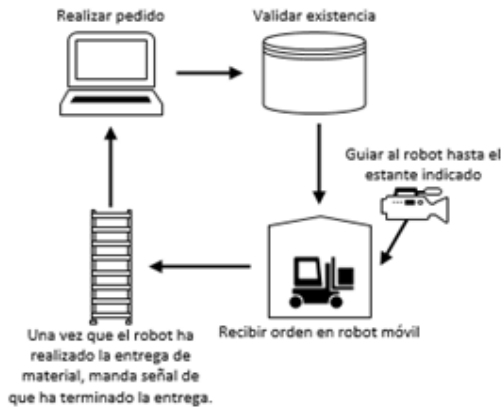 Realizar pedido
Validar existencia
Guiar al robot hasta el
estante indicado
Recibir orden en robot móvil
Una vez que el robot ha
realizado la entrega de
material, manda señal de
que ha terminado la entrega.